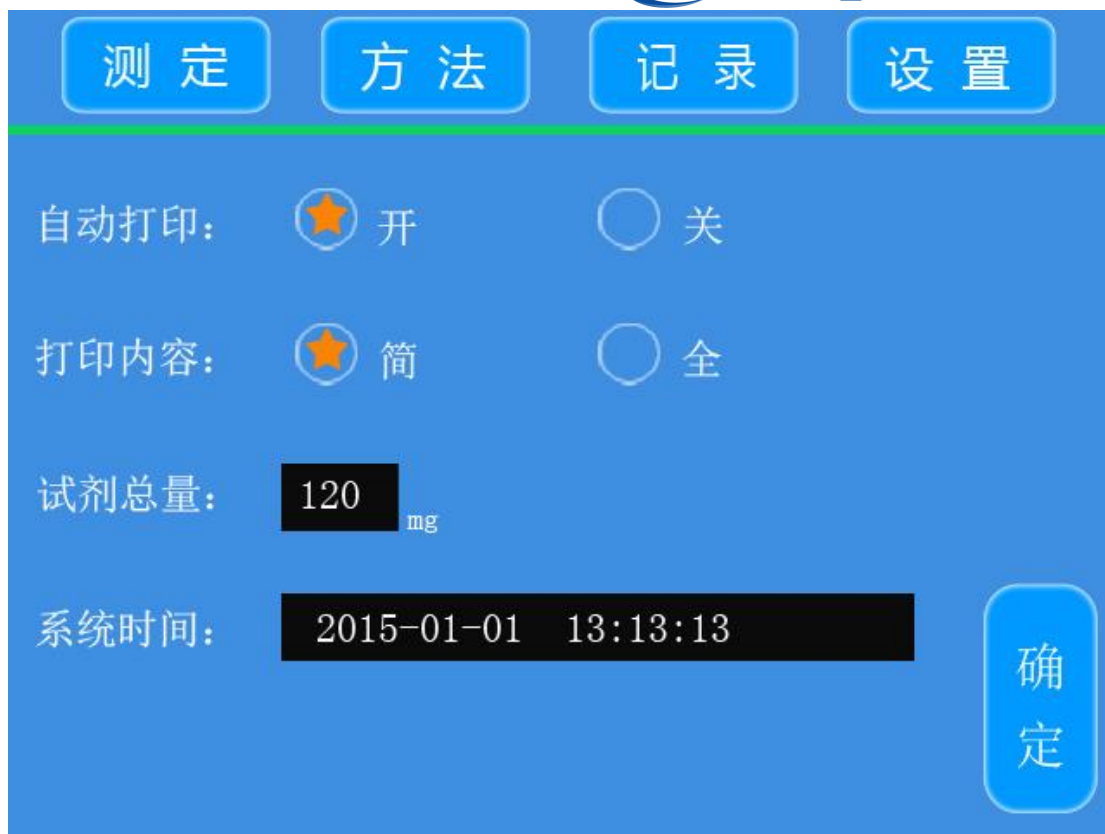 测 定 方 法 记 录 设 置
自动打印： 开 关
打印内容： 简 全
试剂总量： 120 mg
系统时间： 2015-01-01 13:13:13
确
定